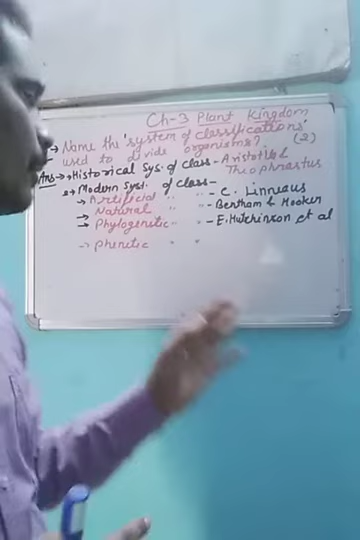 Ch-3 Plant Kingdom
→ Name the 'system of classifications'
used to divide organisms? (2)
Ans → → Historical Sys. of class - Aristotle &
Theophrastus
→ Modern Syst. of class -
→ Artificial " " - C. Linneaus
→ Natural " " - Bentham & Hooker
→ Phylogenetic " " - E. Hutchinson et al
→ Phenetic " "